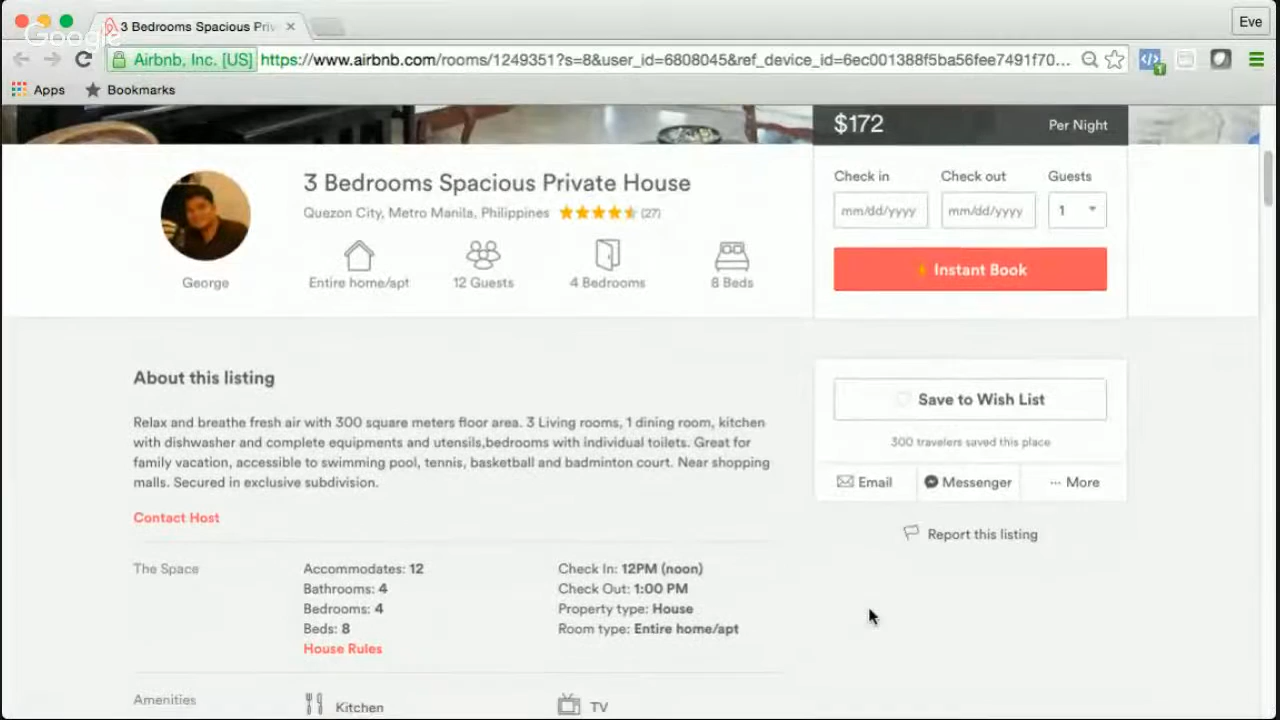 3 Bedrooms Spacious Priv
Eve
Google
Airbnb, Inc. [US] https://www.airbnb.com/rooms/1249351?s=8&user_id=6808045&ref_device_id=6ec001388f5ba56fee7491f70...
Apps Bookmarks
$172 Per Night
Check in Check out Guests
mm/dd/yyyy mm/dd/yyyy 1
Instant Book
3 Bedrooms Spacious Private House
Quezon City, Metro Manila, Philippines (27)
George
Entire home/apt 12 Guests 4 Bedrooms 8 Beds
About this listing
Relax and breathe fresh air with 300 square meters floor area. 3 Living rooms, 1 dining room, kitchen
with dishwasher and complete equipments and utensils,bedrooms with individual toilets. Great for
family vacation, accessible to swimming pool, tennis, basketball and badminton court. Near shopping
malls. Secured in exclusive subdivision.
Contact Host
Save to Wish List
300 travelers saved this place
Email Messenger ... More
Report this listing
The Space
Accommodates: 12
Bathrooms: 4
Bedrooms: 4
Beds: 8
House Rules
Check In: 12PM (noon)
Check Out: 1:00 PM
Property type: House
Room type: Entire home/apt
Amenities Kitchen TV